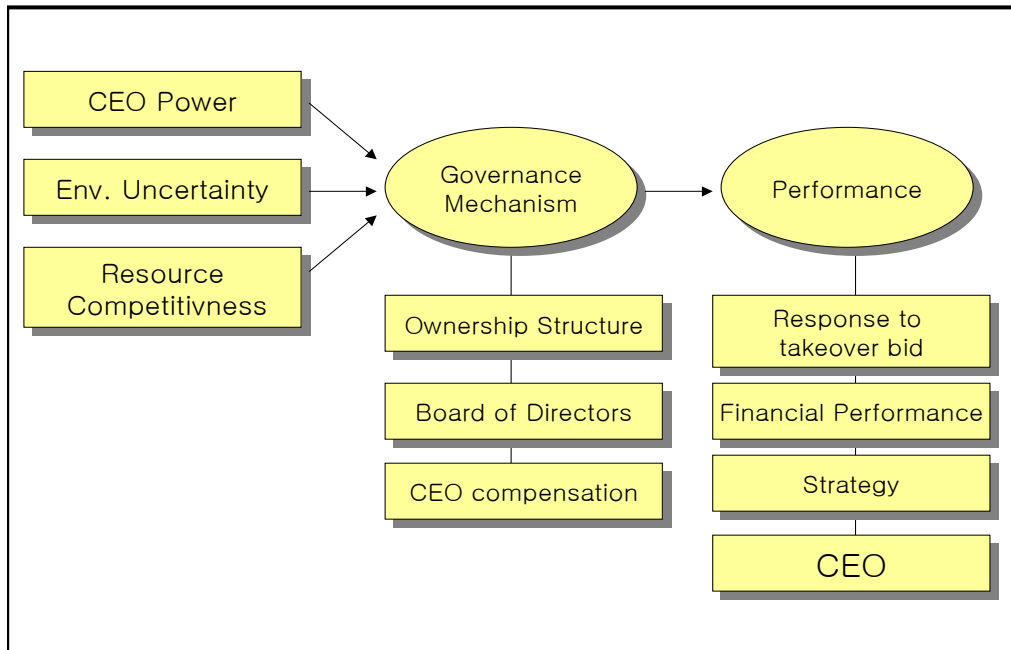 CEO Power
Env. Uncertainty
Resource
Competitivness
Governance
Mechanism
Performance
Ownership Structure
Board of Directors
CEO compensation
Response to
takeover bid
Financial Performance
Strategy
CEO